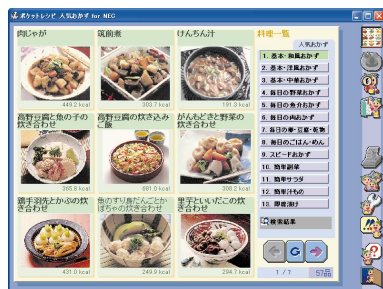 ポケットレシピ 人気おかず for NEC
肉じゃが
筑前煮
けんちん汁
449.2 kcal
303.7 kcal
191.3 kcal
高野豆腐と魚の子の
炊き合わせ
高野豆腐の炊き込み
ご飯
がんもどきと野菜の
炊き合わせ
365.8 kcal
681.0 kcal
308.2 kcal
鶏手羽先とかぶの炊
き合わせ
魚のすり身だんごとか
ぼちゃの炊き合わせ
里芋といいだこの炊
き合わせ
431.0 kcal
249.9 kcal
294.7 kcal
料理一覧
人気おかず
1. 基本・和風おかず
2. 基本・洋風おかず
3. 基本・中華おかず
4. 毎日の野菜おかず
5. 毎日の魚介おかず
6. 毎日の肉おかず
7. 毎日の卵・豆腐・乾物
8. 毎日のごはん・めん
9. スピードおかず
10. 簡単副菜
11. 簡単サラダ
12. 簡単汁もの
13. 即席漬け
検索結果
1 / 7
57品